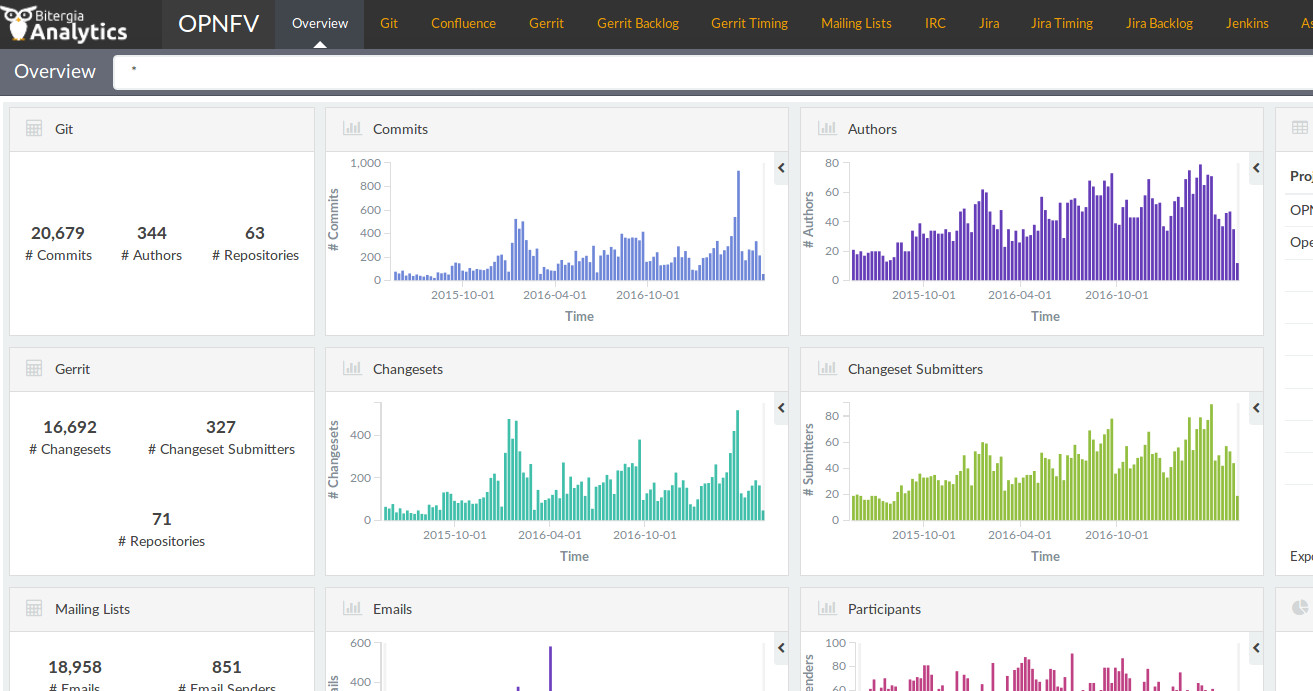 Bitergia
Analytics
OPNFV
Overview
Git
Confluence
Gerrit
Gerrit Backlog
Gerrit Timing
Mailing Lists
IRC
Jira
Jira Timing
Jira Backlog
Jenkins
As
Overview
*
Git
20,679
# Commits
344
# Authors
63
# Repositories
Commits
# Commits
1,000
800
600
400
200
0
2015-10-01
2016-04-01
2016-10-01
Time
Authors
# Authors
80
60
40
20
0
2015-10-01
2016-04-01
2016-10-01
Time
Proj
OPN
Ope
Expo
Gerrit
16,692
# Changesets
327
# Changeset Submitters
71
# Repositories
Changesets
# Changesets
400
200
0
2015-10-01
2016-04-01
2016-10-01
Time
Changeset Submitters
# Submitters
80
60
40
20
0
2015-10-01
2016-04-01
2016-10-01
Time
Mailing Lists
18,958
# Emails
851
# Email Senders
Emails
ails
600
400
Participants
enders
100
80
60